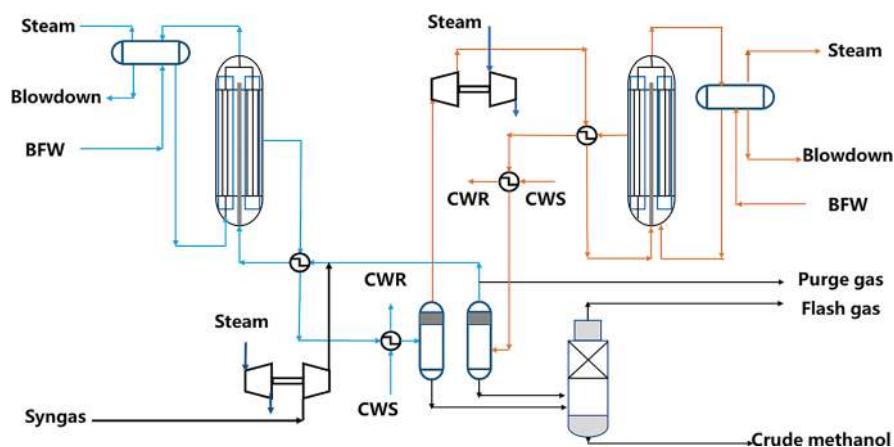 Steam
Steam
Steam
Blowdown
BFW
Blowdown
CWR
CWS
BFW
CWR
Purge gas
Flash gas
Steam
CWS
Syngas
Crude methanol